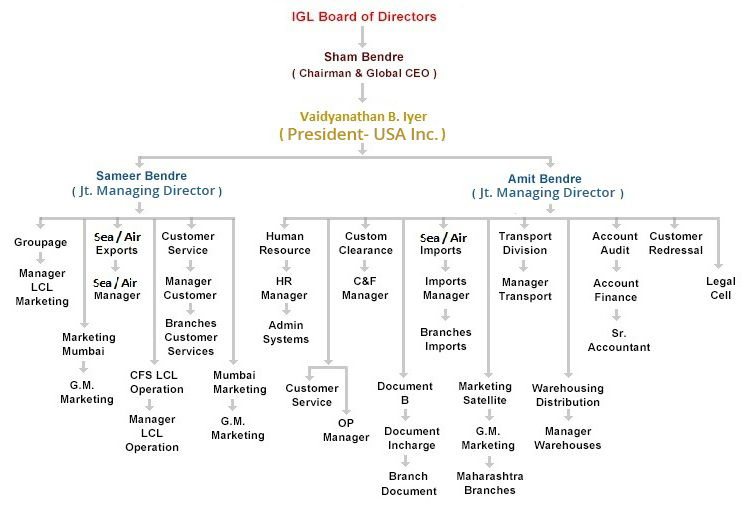 IGL Board of Directors
Sham Bendre
( Chairman & Global CEO )
Vaidyanathan B. Iyer
( President- USA Inc. )
Sameer Bendre
( Jt. Managing Director )
Amit Bendre
( Jt. Managing Director )
Groupage
Manager
LCL
Marketing
Marketing
Mumbai
G.M.
Marketing
Sea / Air
Exports
Sea / Air
Manager
CFS LCL
Operation
Manager
LCL
Operation
Customer
Service
Manager
Customer
Branches
Customer
Services
Mumbai
Marketing
G.M.
Marketing
Human
Resource
HR
Manager
Admin
Systems
Customer
Service
OP
Manager
Custom
Clearance
C&F
Manager
Document
B
Document
Incharge
Branch
Document
Sea / Air
Imports
Imports
Manager
Branches
Imports
Marketing
Satellite
G.M.
Marketing
Maharashtra
Branches
Transport
Division
Manager
Transport
Warehousing
Distribution
Manager
Warehouses
Account
Audit
Account
Finance
Sr.
Accountant
Customer
Redressal
Legal
Cell